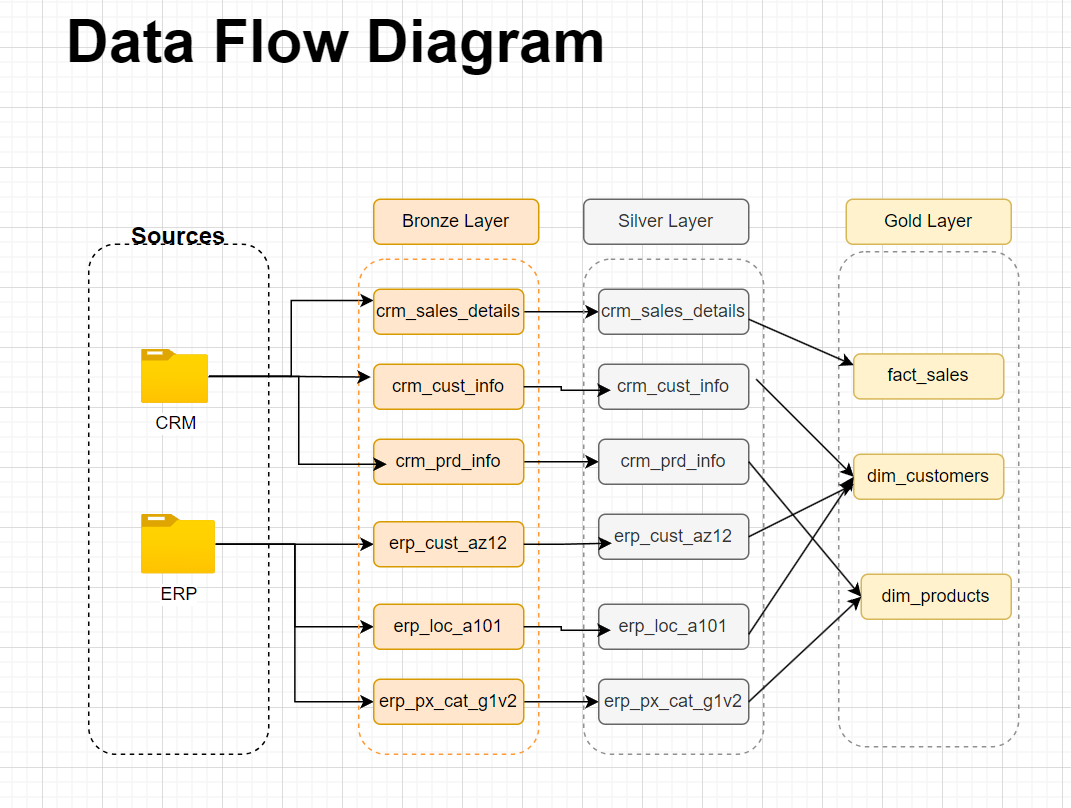 Data Flow Diagram
Sources
CRM
ERP
Bronze Layer
crm_sales_details
crm_cust_info
crm_prd_info
erp_cust_az12
erp_loc_a101
erp_px_cat_g1v2
Silver Layer
crm_sales_details
crm_cust_info
crm_prd_info
erp_cust_az12
erp_loc_a101
erp_px_cat_g1v2
Gold Layer
fact_sales
dim_customers
dim_products